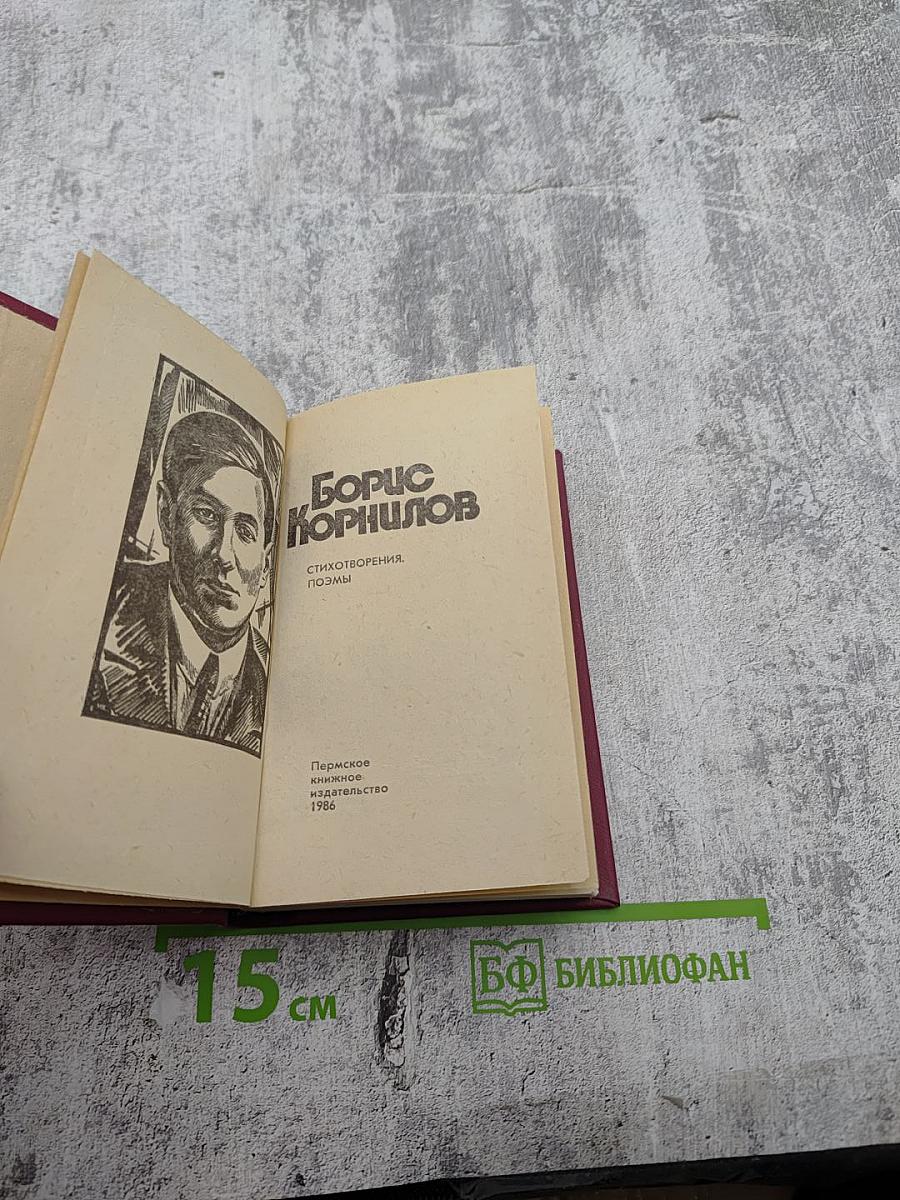 Борис
Корнилов
СТИХОТВОРЕНИЯ.
ПОЭМЫ
Пермское
книжное
издательство
1986
15 см
БФ БИБЛИОФАН